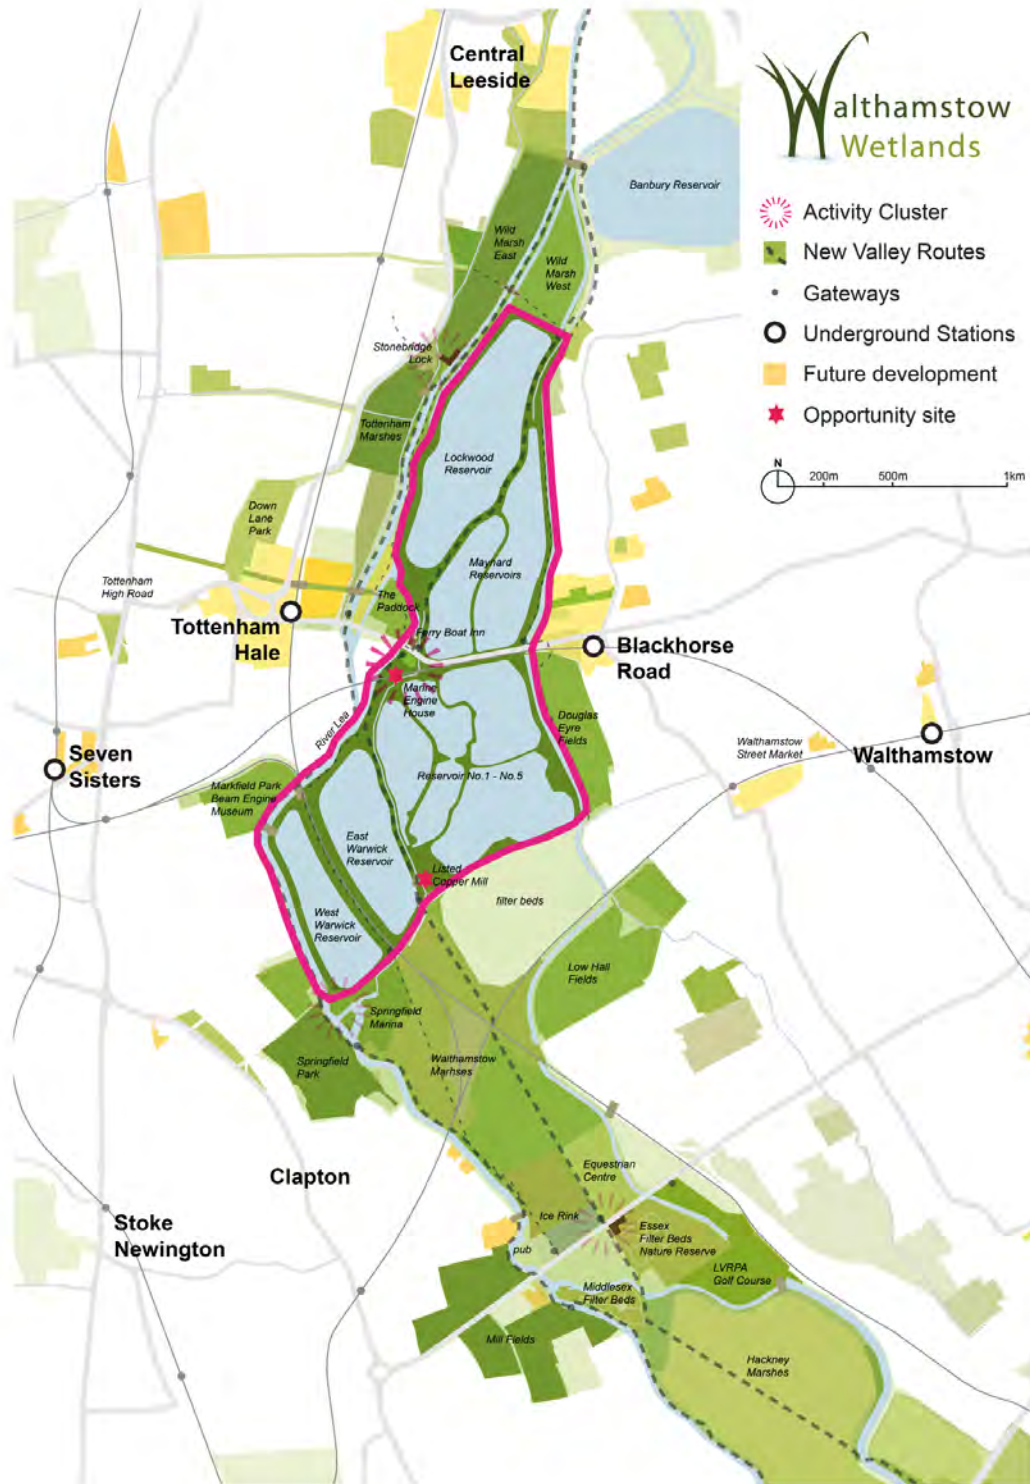 Central
Leeside
Walthamstow
Wetlands
Banbury Reservoir
Activity Cluster
New Valley Routes
Gateways
Underground Stations
Future development
Opportunity site
N
200m
500m
1km
Wild
Marsh
East
Wild
Marsh
West
Stonebridge
Lock
Tottenham
Marshes
Lockwood
Reservoir
Down
Lane
Park
Maynard
Reservoirs
Tottenham
High Road
The
Paddock
Tottenham
Hale
Ferry Boat Inn
Blackhorse
Road
Marine
Engine
House
River Lea
Douglas
Eyre
Fields
Seven
Sisters
Walthamstow
Street Market
Walthamstow
Markfield Park
Beam Engine
Museum
Reservoir No.1 - No.5
East
Warwick
Reservoir
Listed
Copper Mill
filter beds
West
Warwick
Reservoir
Low Hall
Fields
Springfield
Marina
Springfield
Park
Walthamstow
Marhses
Clapton
Equestrian
Centre
Stoke
Newington
Ice Rink
Essex
Filter Beds
Nature Reserve
pub
LVRPA
Golf Course
Middlesex
Filter Beds
Mill Fields
Hackney
Marshes